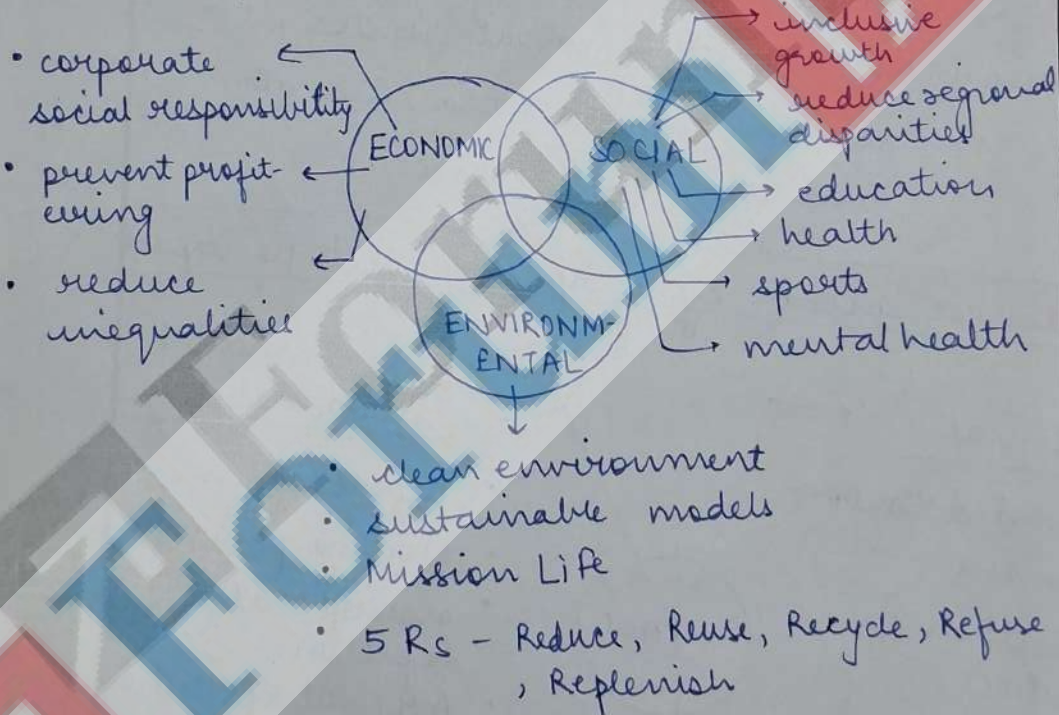 • corporate
social responsibility
• prevent profit-
eering
• reduce
inequalities
ECONOMIC
SOCIAL
ENVIRONM-
ENTAL
inclusive
growth
reduce regional
disparities
education
health
sports
mental health
• clean environment
• sustainable models
• Mission Life
• 5 Rs - Reduce, Reuse, Recycle, Refuse
, Replenish
Forum